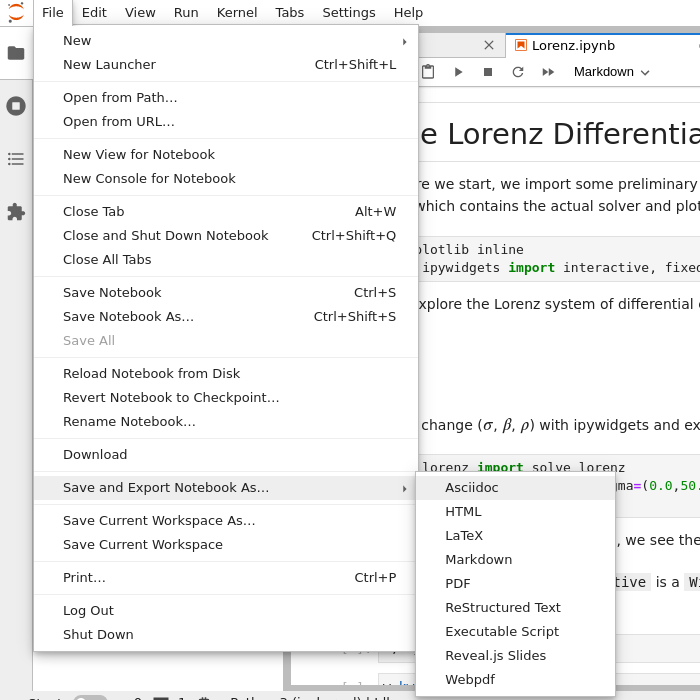 File Edit View Run Kernel Tabs Settings Help
New
New Launcher Ctrl+Shift+L
Open from Path…
Open from URL…
New View for Notebook
New Console for Notebook
Close Tab Alt+W
Close and Shut Down Notebook Ctrl+Shift+Q
Close All Tabs
Save Notebook Ctrl+S
Save Notebook As… Ctrl+Shift+S
Save All
Reload Notebook from Disk
Revert Notebook to Checkpoint…
Rename Notebook…
Download
Save and Export Notebook As…
Save Current Workspace As…
Save Current Workspace
Print… Ctrl+P
Log Out
Shut Down
Asciidoc
HTML
LaTeX
Markdown
PDF
ReStructured Text
Executable Script
Reveal.js Slides
Webpdf
Lorenz.ipynb
Markdown
e Lorenz Differentia
re we start, we import some preliminary
which contains the actual solver and plot
plotlib inline
ipywidgets import interactive, fixed
xplore the Lorenz system of differential
change (σ, β, ρ) with ipywidgets and ex
lorenz import solve_lorenz
gma=(0.0,50.
, we see the
tive is a